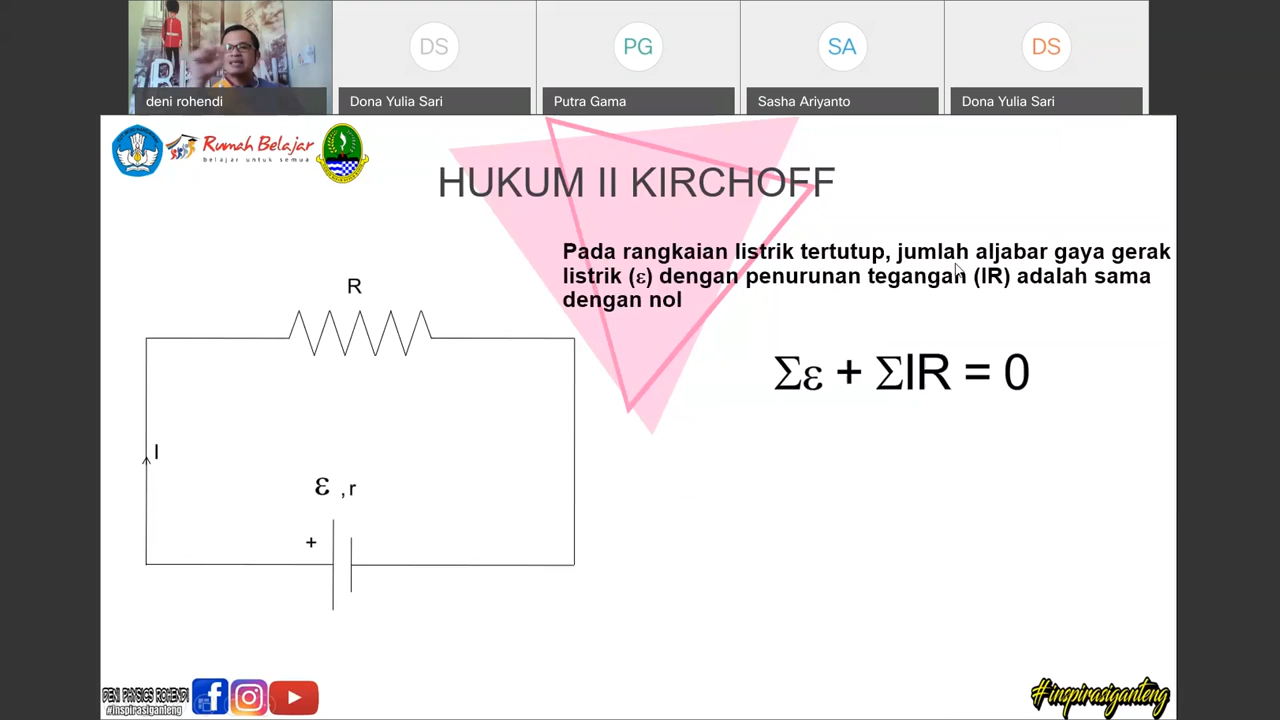 DS
PG
SA
DS
deni rohendi
Dona Yulia Sari
Putra Gama
Sasha Ariyanto
Dona Yulia Sari
Rumah Belajar
belajar untuk semua
HUKUM II KIRCHOFF
Pada rangkaian listrik tertutup, jumlah aljabar gaya gerak
listrik (ε) dengan penurunan tegangan (IR) adalah sama
dengan nol
Σε + ΣIR = 0
R
I
ε ,r
+
DENI PHYSICS ROHENDI
#inspirasiganteng
#inspirasiganteng